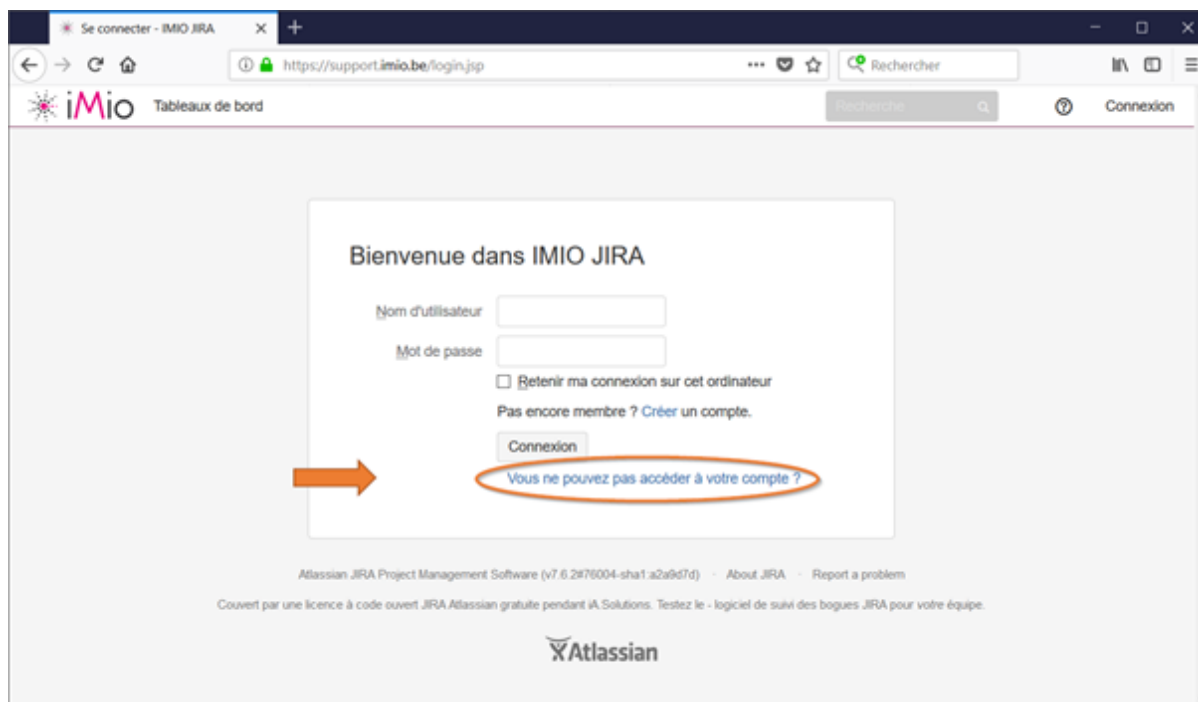 Se connecter - IMIO JIRA
https://support.imio.be/login.jsp
Rechercher
iMio Tableaux de bord Recherche Connexion
Bienvenue dans IMIO JIRA
Nom d'utilisateur
Mot de passe
Retenir ma connexion sur cet ordinateur
Pas encore membre ? Créer un compte.
Connexion
Vous ne pouvez pas accéder à votre compte ?
Atlassian JIRA Project Management Software (v7.6.2#76004-sha1:a2a9d7d) · About JIRA · Report a problem
Couvert par une licence à code ouvert JIRA Atlassian gratuite pendant iA.Solutions. Testez le - logiciel de suivi des bogues JIRA pour votre équipe.
Atlassian